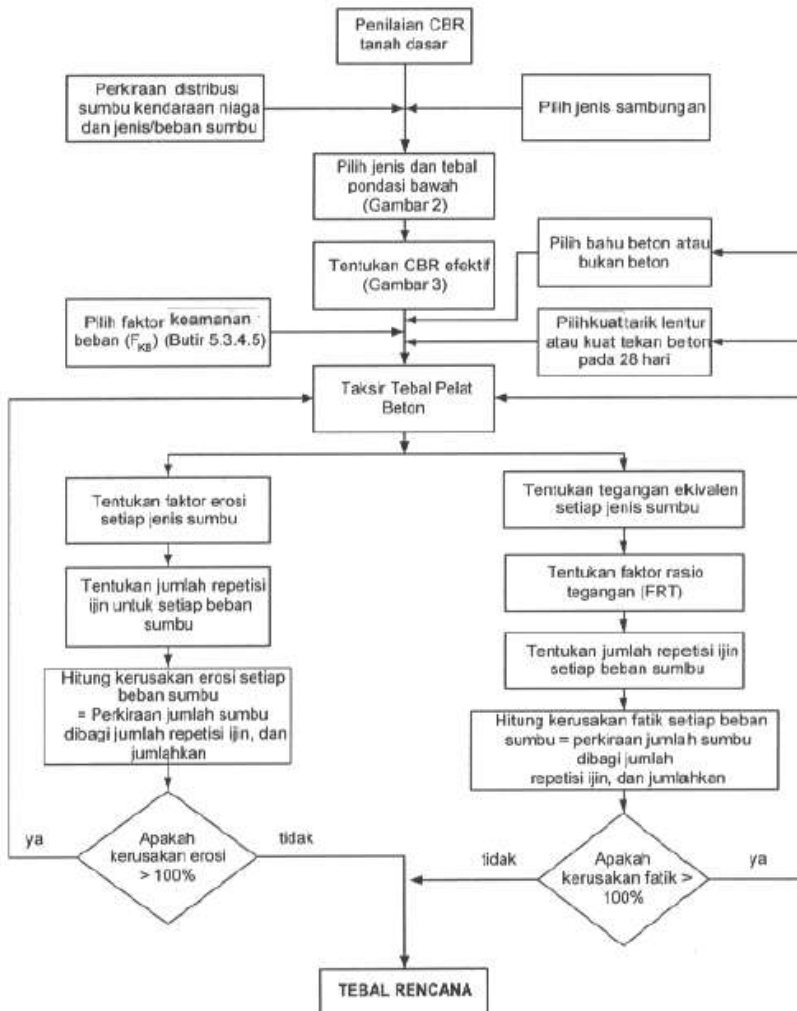 Penilaian CBR
tanah dasar
Perkiraan distribusi
sumbu kendaraan niaga
dan jenis/beban sumbu
Pilih jenis sambungan
Pilih jenis dan tebal
pondasi bawah
(Gambar 2)
Tentukan CBR efektif
(Gambar 3)
Pilih bahu beton atau
bukan beton
Pilih faktor keamanan
beban (FKB) (Butir 5.3.4.5)
Pilihkuattarik lentur
atau kuat tekan beton
pada 28 hari
Taksir Tebal Pelat
Beton
Tentukan faktor erosi
setiap jenis sumbu
Tentukan tegangan ekivalen
setiap jenis sumbu
Tentukan jumlah repetisi
ijin untuk setiap beban
sumbu
Tentukan faktor rasio
tegangan (FRT)
Tentukan jumlah repetisi ijin
setiap beban sumbu
Hitung kerusakan erosi setiap
beban sumbu
= Perkiraan jumlah sumbu
dibagi jumlah repetisi ijin, dan
jumlahkan
Hitung kerusakan fatik setiap beban
sumbu = perkiraan jumlah sumbu
dibagi jumlah
repetisi ijin, dan jumlahkan
ya
Apakah
kerusakan erosi
> 100%
tidak
tidak
Apakah
kerusakan fatik >
100%
ya
TEBAL RENCANA